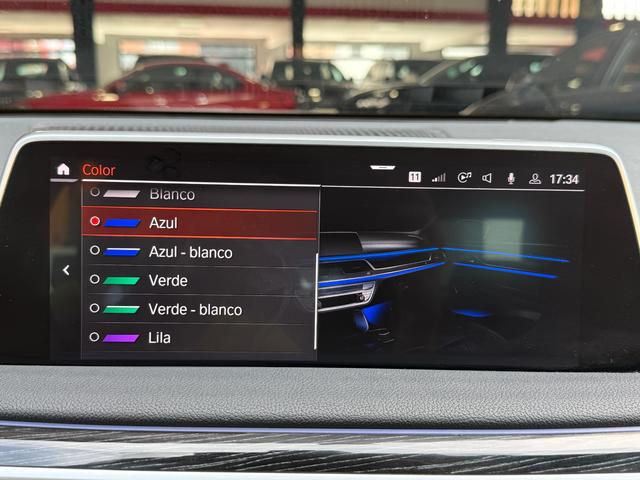 Color
11
17:34
Blanco
Azul
Azul - blanco
Verde
Verde - blanco
Lila